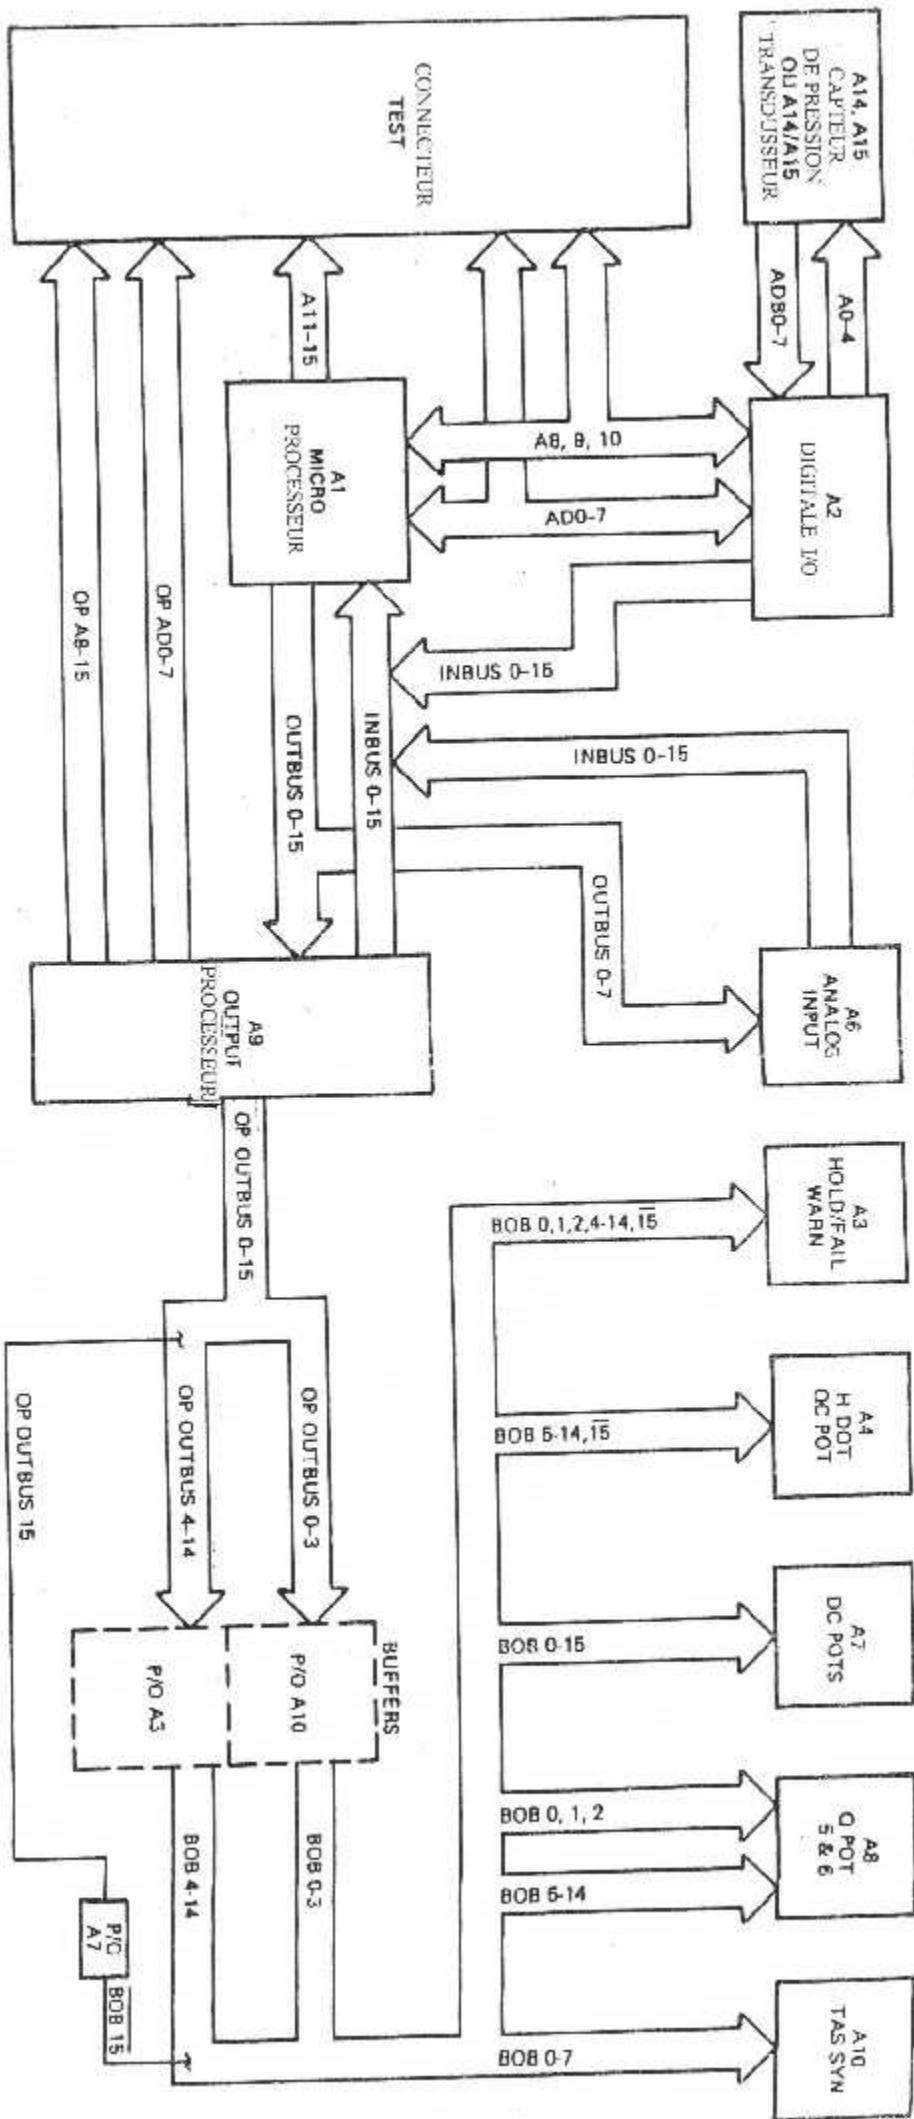 A14, A15
CAPTEUR
DE PRESSION
OU A14/A15
TRANSDUSSEUR
ADB0-7
A0-4
A2
DIGITALE I/O
A6
ANALOG
INPUT
A3
HOLD/FAIL
WARN
A4
H DOT
DC POT
A7
DC POTS
A8
Q POT
5 & 6
A10
TAS SYN
CONNECTEUR
TEST
A11-15
A1
MICRO
PROCESSEUR
A8, 9, 10
AD0-7
INBUS 0-15
INBUS 0-15
INBUS 0-15
OUTBUS 0-15
OUTBUS 0-7
OP AD0-7
OP A8-15
A9
OUTPUT
PROCESSEUR
OP OUTBUS 0-15
OP OUTBUS 0-3
OP OUTBUS 4-14
OP OUTBUS 15
BUFFERS
P/O A10
P/O A3
P/O
A7
BOB 0-3
BOB 4-14
BOB 15
BOB 0,1,2,4-14,15
BOB 5-14,15
BOB 0-15
BOB 0, 1, 2
BOB 5-14
BOB 0-7